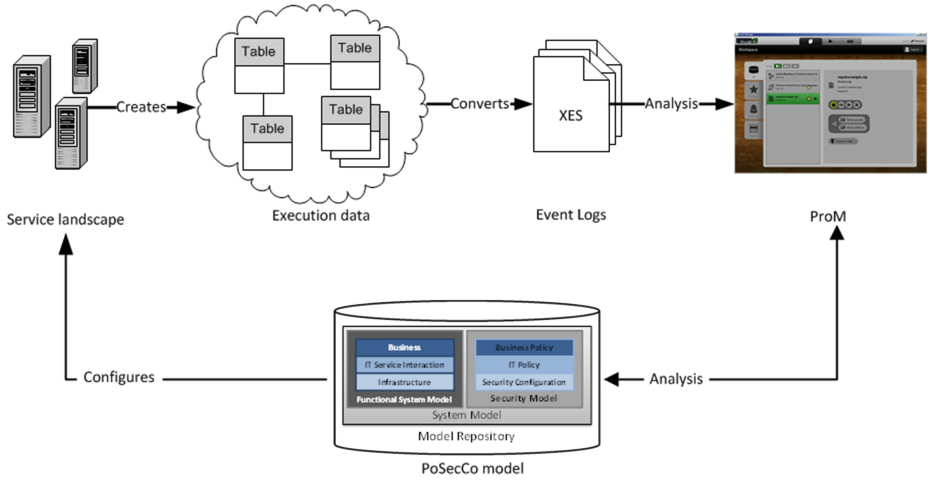 Table
Table
Table
Table
Creates
Converts
XES
Analysis
Service landscape
Execution data
Event Logs
ProM
Business
IT Service Interaction
Infrastructure
Functional System Model
Business Policy
IT Policy
Security Configuration
Security Model
System Model
Model Repository
Configures
Analysis
PoSecCo model